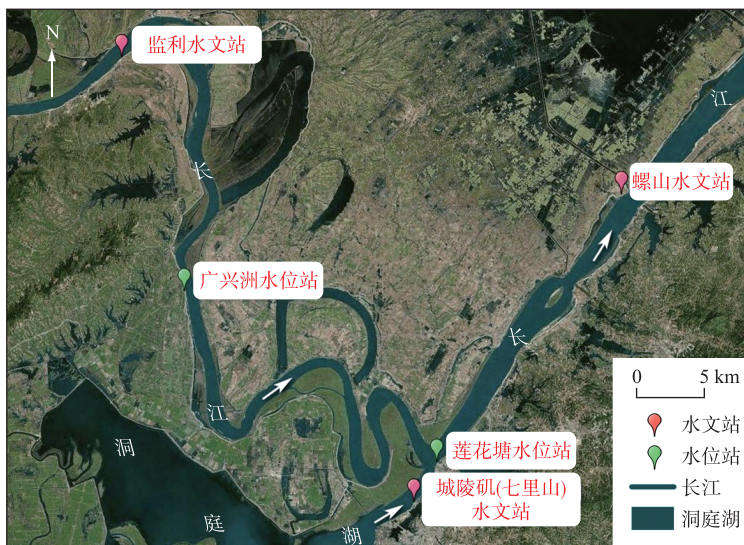 N
监利水文站
江
长
螺山水文站
广兴洲水位站
长
江
莲花塘水位站
城陵矶(七里山)
水文站
洞
庭
湖
0 5 km
水文站
水位站
长江
洞庭湖